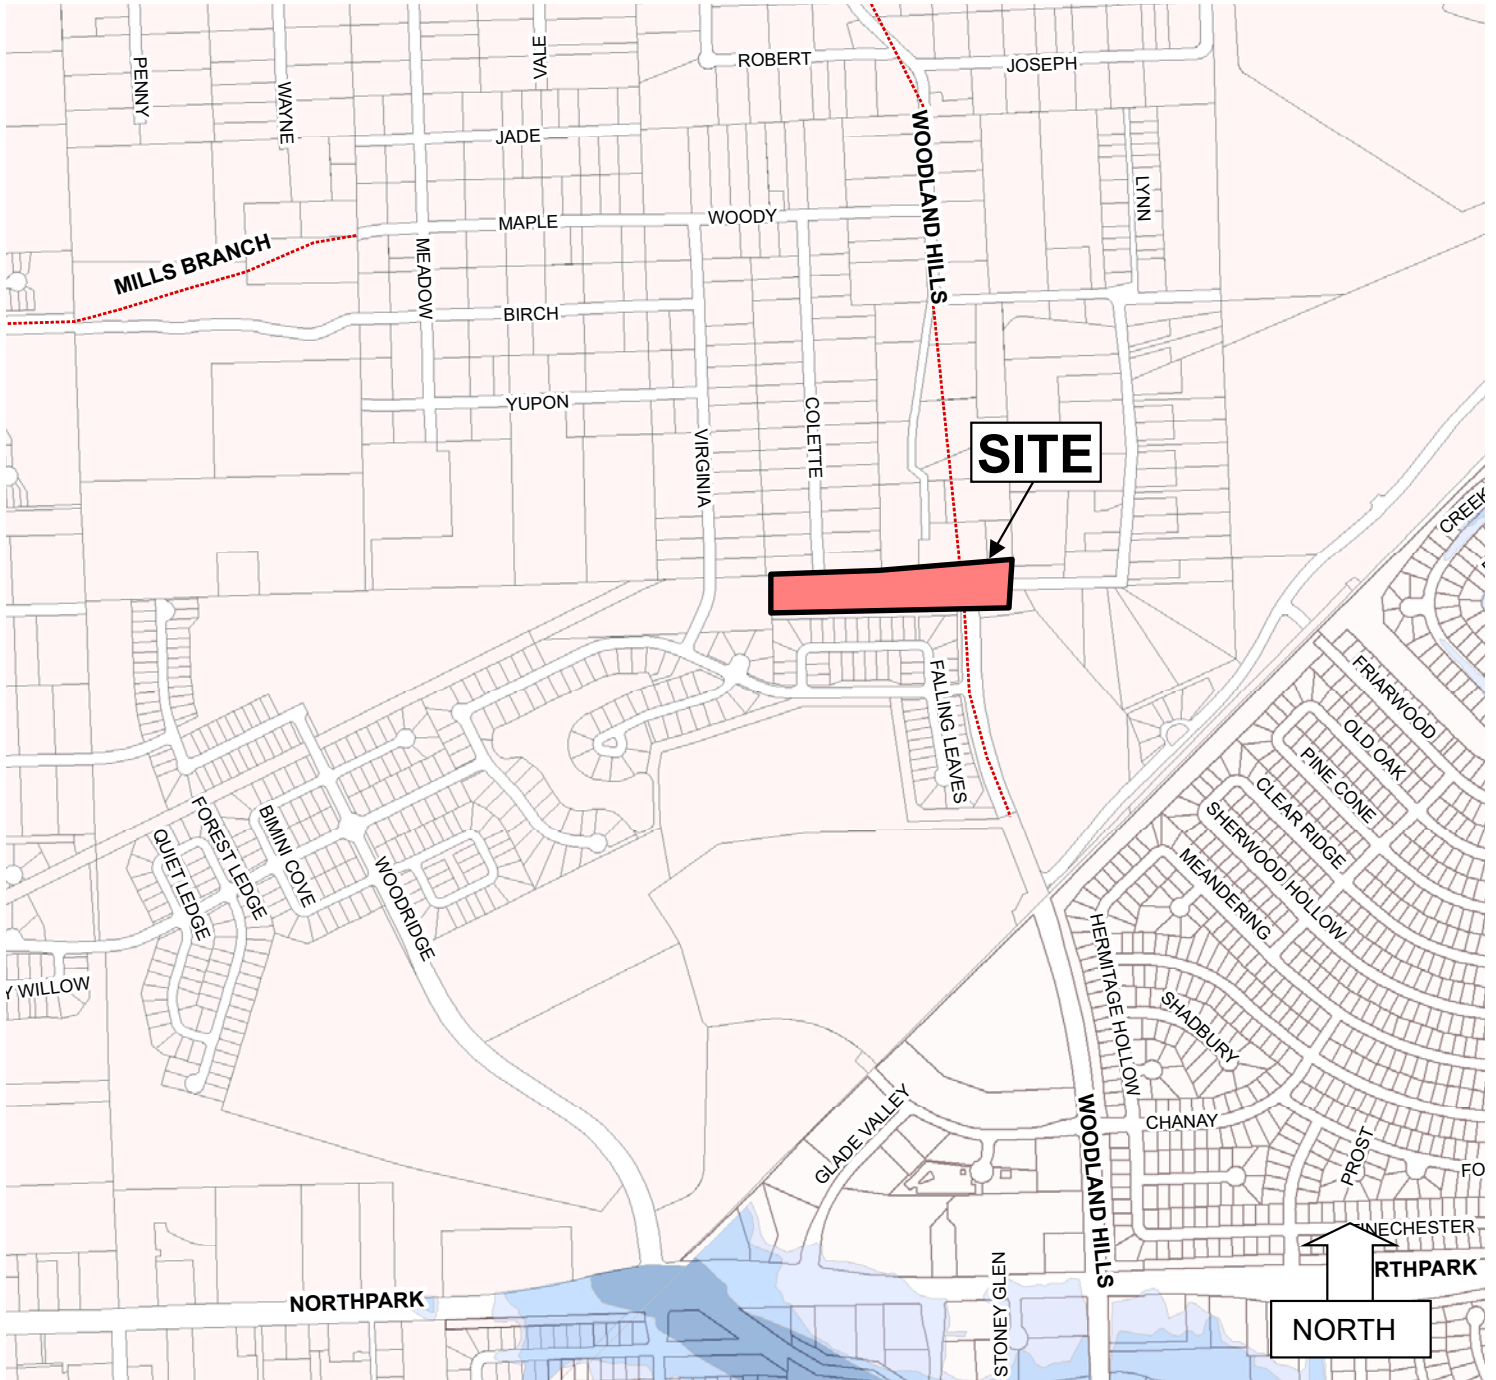 PENNY
WAYNE
VALE
ROBERT
JOSEPH
JADE
WOODLAND HILLS
LYNN
MAPLE
WOODY
MILLS BRANCH
MEADOW
BIRCH
YUPON
COLETTE
VIRGINIA
SITE
CREEK
FRIARWOOD
FALLING LEAVES
OLD OAK
PINE CONE
CLEAR RIDGE
SHERWOOD HOLLOW
MEANDERING
FOREST LEDGE
BIMINI COVE
QUIET LEDGE
WOODRIDGE
HERMITAGE HOLLOW
Y WILLOW
SHADBURY
GLADE VALLEY
CHANAY
WOODLAND HILLS
PROST
FO
INECHESTER
STONEY GLEN
RTHPARK
NORTHPARK
NORTH